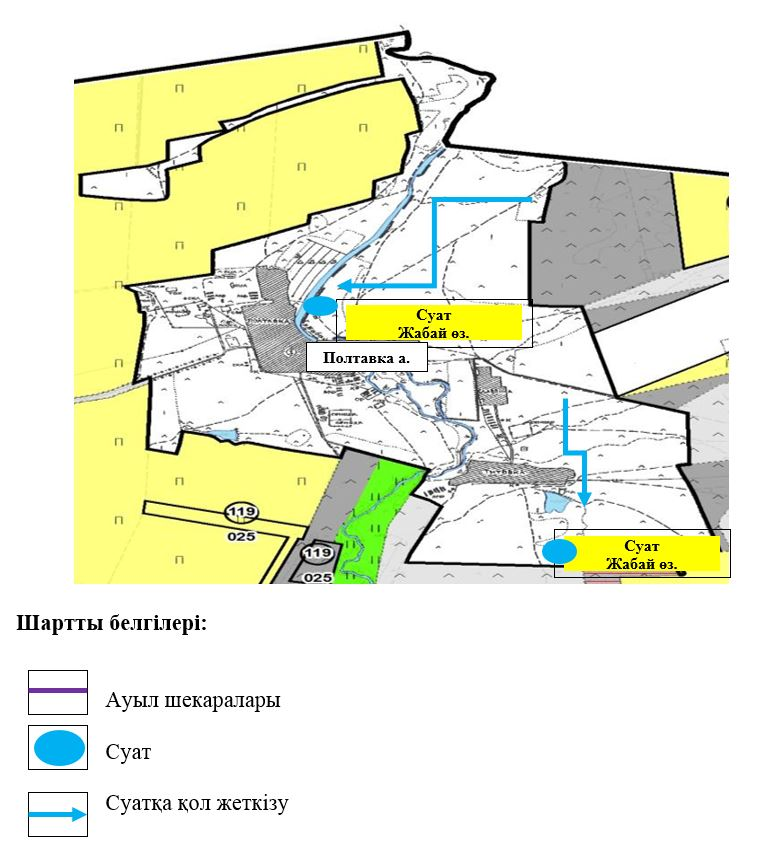 Суат
Жабай өз.
Полтавка а.
119
025
119
025
Суат
Жабай өз.
Шартты белгілері:
Ауыл шекаралары
Суат
Суатқа қол жеткізу